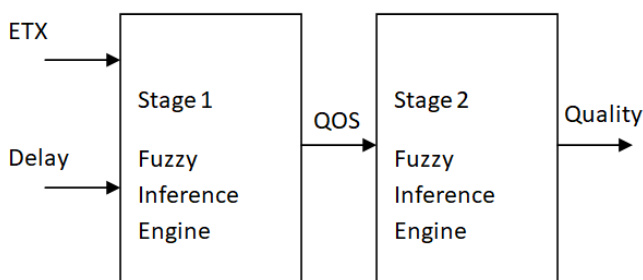 ETX
Delay
Stage 1
Fuzzy
Inference
Engine
QOS
Stage 2
Fuzzy
Inference
Engine
Quality